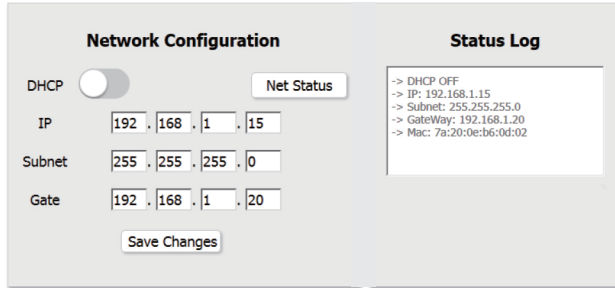 Network Configuration
DHCP
Net Status
IP 192 . 168 . 1 . 15
Subnet 255 . 255 . 255 . 0
Gate 192 . 168 . 1 . 20
Save Changes
Status Log
-> DHCP OFF
-> IP: 192.168.1.15
-> Subnet: 255.255.255.0
-> GateWay: 192.168.1.20
-> Mac: 7a:20:0e:b6:0d:02